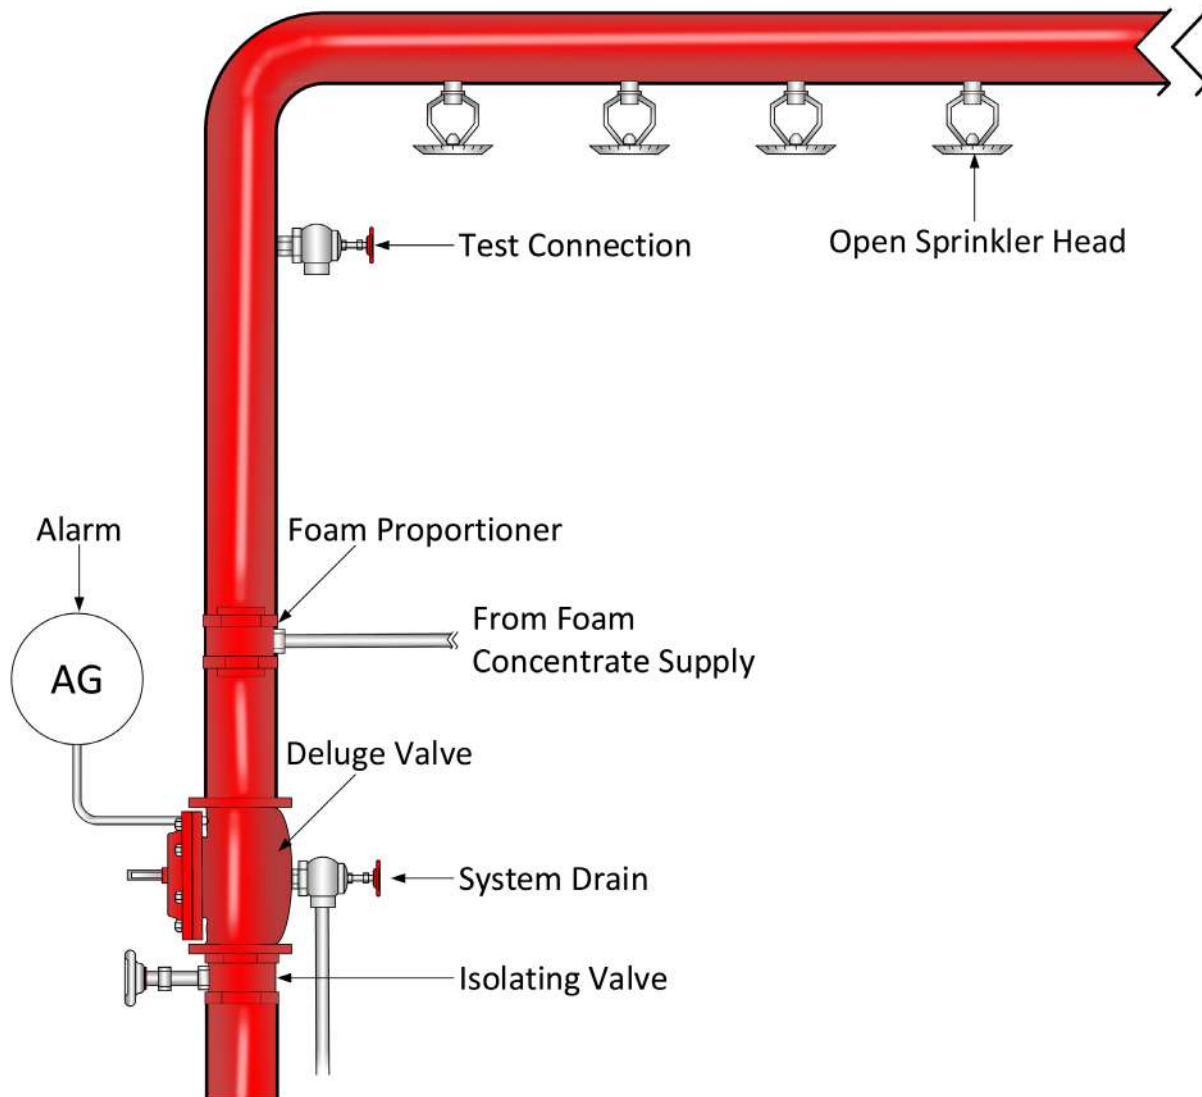 Test Connection
Open Sprinkler Head
Alarm
Foam Proportioner
From Foam
Concentrate Supply
AG
Deluge Valve
System Drain
Isolating Valve